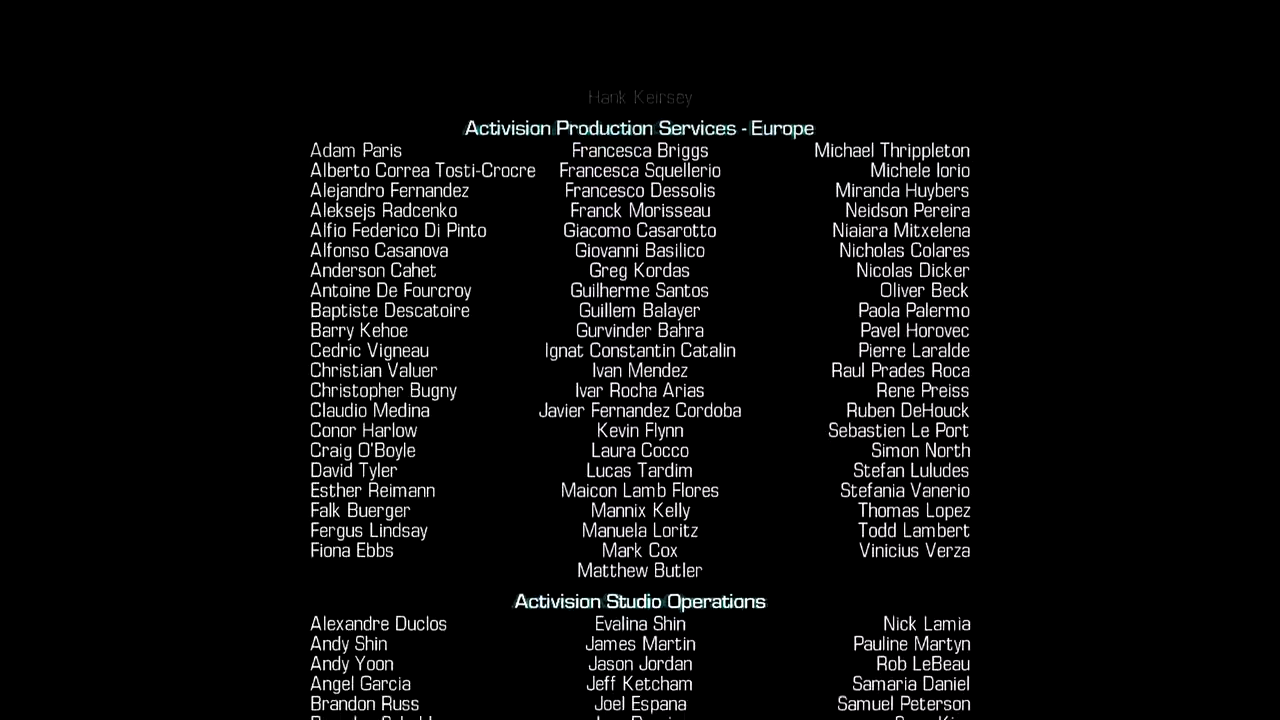 Hank Keirsey
Activision Production Services - Europe
Adam Paris Francesca Briggs Michael Thrippleton
Alberto Correa Tosti-Crocre Francesca Squellerio Michele Iorio
Alejandro Fernandez Francesco Dessolis Miranda Huybers
Aleksejs Radcenko Franck Morisseau Neidson Pereira
Alfio Federico Di Pinto Giacomo Casarotto Niaiara Mitxelena
Alfonso Casanova Giovanni Basilico Nicholas Colares
Anderson Cahet Greg Kordas Nicolas Dicker
Antoine De Fourcroy Guilherme Santos Oliver Beck
Baptiste Descatoire Guillem Balayer Paola Palermo
Barry Kehoe Gurvinder Bahra Pavel Horovec
Cedric Vigneau Ignat Constantin Catalin Pierre Laralde
Christian Valuer Ivan Mendez Raul Prades Roca
Christopher Bugny Ivar Rocha Arias Rene Preiss
Claudio Medina Javier Fernandez Cordoba Ruben DeHouck
Conor Harlow Kevin Flynn Sebastien Le Port
Craig O'Boyle Laura Cocco Simon North
David Tyler Lucas Tardim Stefan Luludes
Esther Reimann Maicon Lamb Flores Stefania Vanerio
Falk Buerger Mannix Kelly Thomas Lopez
Fergus Lindsay Manuela Loritz Todd Lambert
Fiona Ebbs Mark Cox Vinicius Verza
Matthew Butler
Activision Studio Operations
Alexandre Duclos Evalina Shin Nick Lamia
Andy Shin James Martin Pauline Martyn
Andy Yoon Jason Jordan Rob LeBeau
Angel Garcia Jeff Ketcham Samaria Daniel
Brandon Russ Joel Espana Samuel Peterson